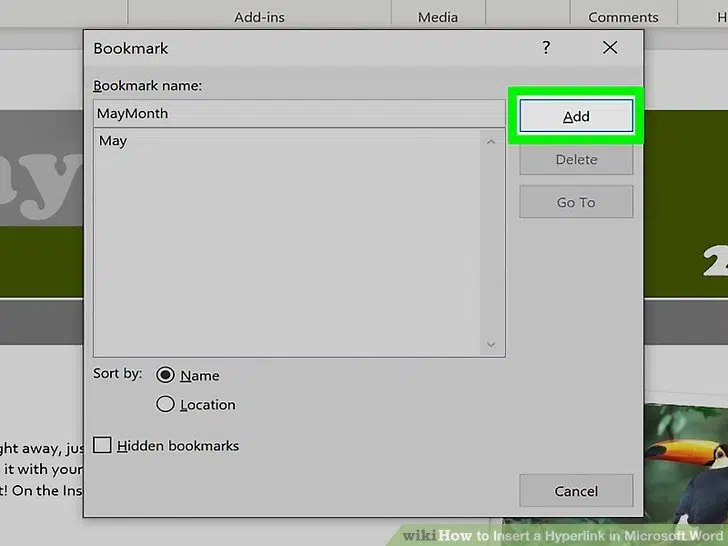 Add-ins Media Comments H
Bookmark ?
Bookmark name:
MayMonth
Add
May
Delete
Go To
ay
2
Sort by: Name
Location
Hidden bookmarks
ght away, jus
it with your
t! On the Ins
Cancel
wikiHow to Insert a Hyperlink in Microsoft Word